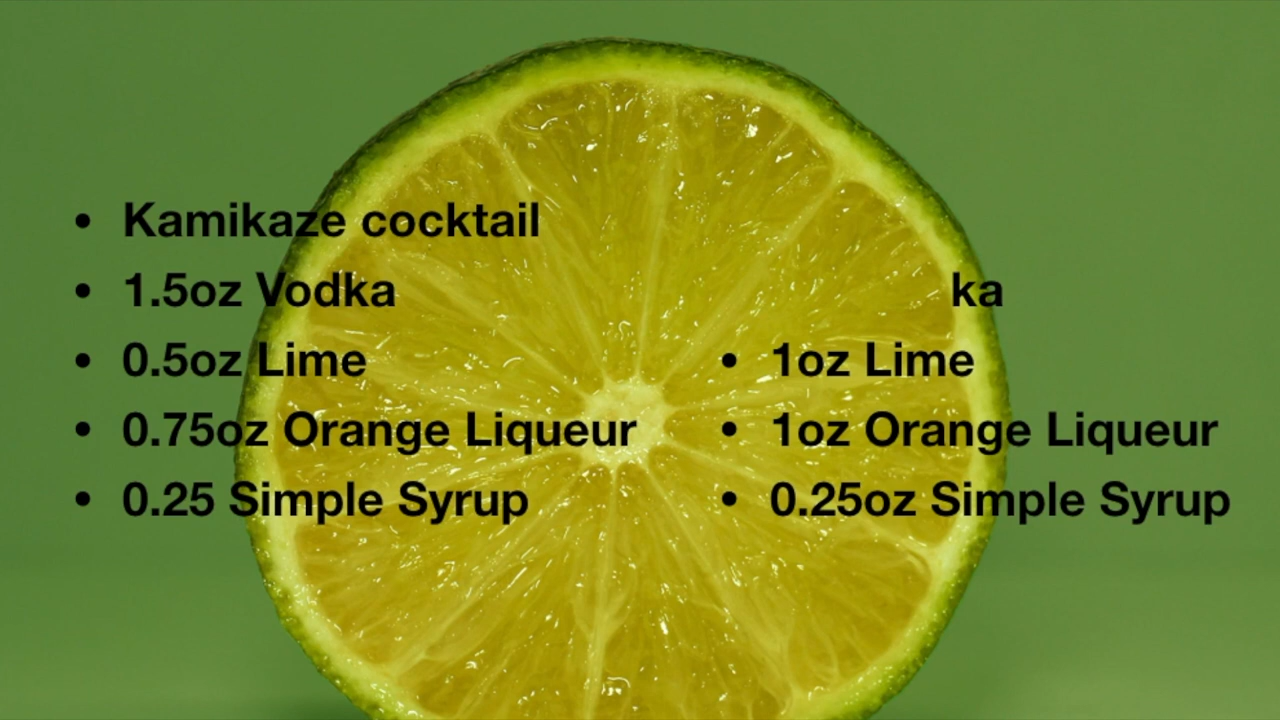 • Kamikaze cocktail
• 1.5oz Vodka
• 0.5oz Lime
• 0.75oz Orange Liqueur
• 0.25 Simple Syrup
ka
• 1oz Lime
• 1oz Orange Liqueur
• 0.25oz Simple Syrup